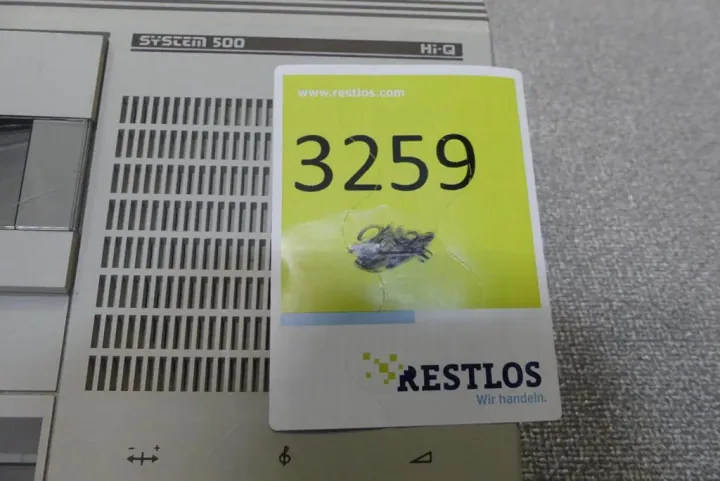 SYSTEM 500
Hi-Q
www.restlos.com
3259
RESTLOS
Wir handeln.
- +